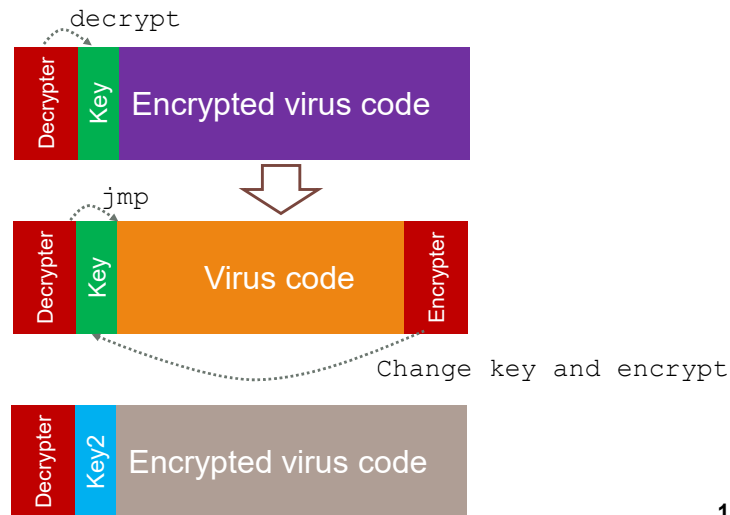 decrypt
Decrypter
Key
Encrypted virus code
jmp
Decrypter
Key
Virus code
Encrypter
Change key and encrypt
Decrypter
Key2
Encrypted virus code
1